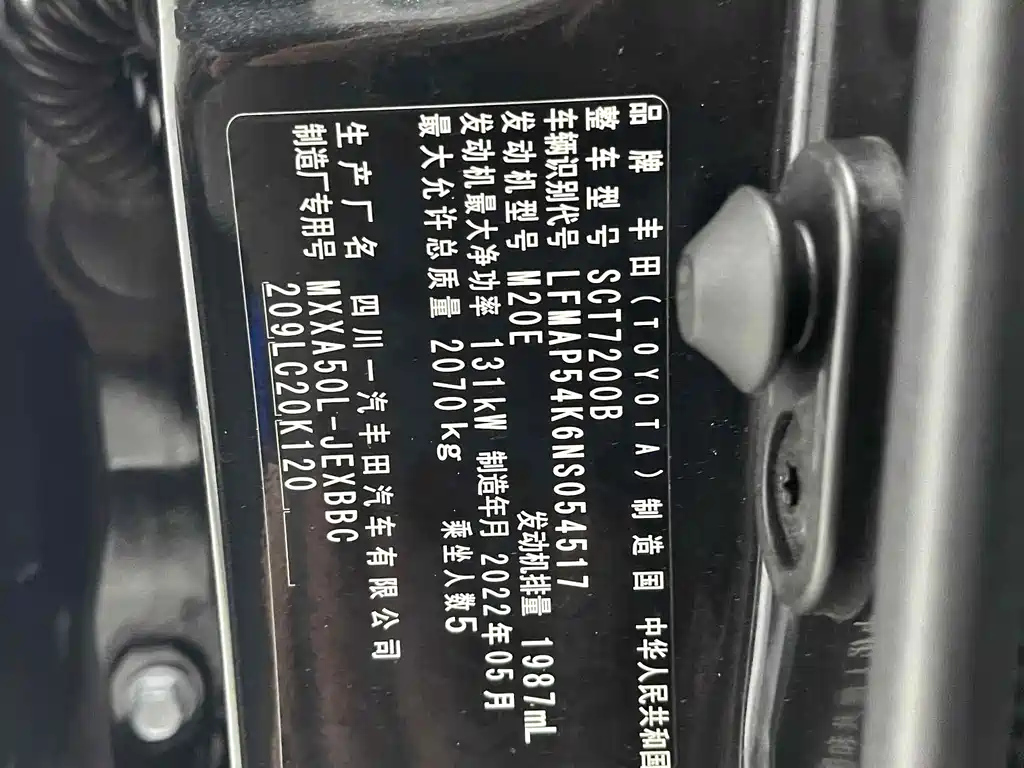 品牌 丰田(TOYOTA) 制造国 中华人民共和国
整车型号 SCT7200B
车辆识别代号 LFMAP54K6NS054517
发动机型号 M20E 发动机排量 1987mL
发动机最大净功率 131kW 制造年月 2022年05月
最大允许总质量 2070kg 乘坐人数5
生产厂名 四川一汽丰田汽车有限公司
制造厂专用号 MXXA50L-JEXBBC
209LC20K120